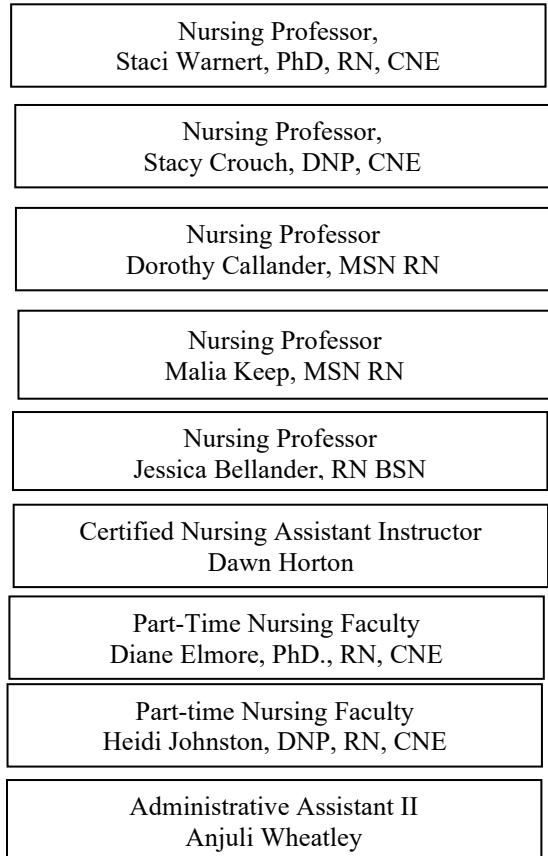 Nursing Professor,
Staci Warnert, PhD, RN, CNE
Nursing Professor,
Stacy Crouch, DNP, CNE
Nursing Professor
Dorothy Callander, MSN RN
Nursing Professor
Malia Keep, MSN RN
Nursing Professor
Jessica Bellander, RN BSN
Certified Nursing Assistant Instructor
Dawn Horton
Part-Time Nursing Faculty
Diane Elmore, PhD., RN, CNE
Part-time Nursing Faculty
Heidi Johnston, DNP, RN, CNE
Administrative Assistant II
Anjuli Wheatley